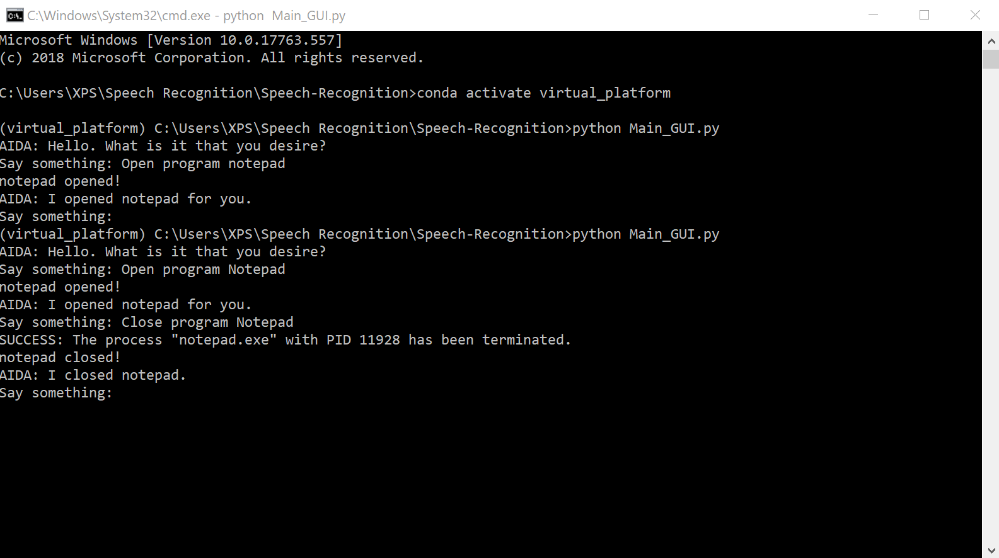 C:\Windows\System32\cmd.exe - python  Main_GUI.py
Microsoft Windows [Version 10.0.17763.557]
(c) 2018 Microsoft Corporation. All rights reserved.
C:\Users\XPS\Speech Recognition\Speech-Recognition>conda activate virtual_platform
(virtual_platform) C:\Users\XPS\Speech Recognition\Speech-Recognition>python Main_GUI.py
AIDA: Hello. What is it that you desire?
Say something: Open program notepad
notepad opened!
AIDA: I opened notepad for you.
Say something:
(virtual_platform) C:\Users\XPS\Speech Recognition\Speech-Recognition>python Main_GUI.py
AIDA: Hello. What is it that you desire?
Say something: Open program Notepad
notepad opened!
AIDA: I opened notepad for you.
Say something: Close program Notepad
SUCCESS: The process "notepad.exe" with PID 11928 has been terminated.
notepad closed!
AIDA: I closed notepad.
Say something: